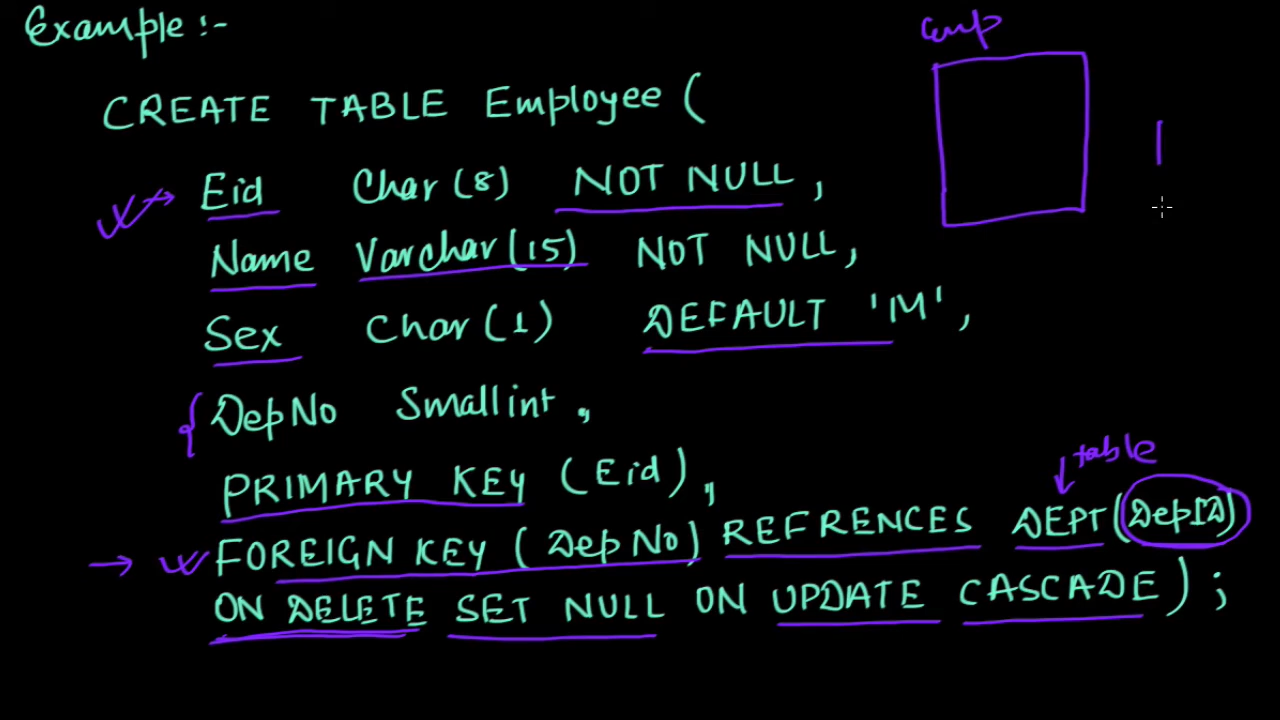 Example :-
Emp
CREATE TABLE Employee (
Eid Char (8) NOT NULL ,
Name Varchar (15) NOT NULL ,
Sex Char ( 1 ) DEFAULT 'M' ,
DepNo Smallint ,
PRIMARY KEY ( Eid ) ,
table
FOREIGN KEY ( DepNo ) REFRENCES DEPT ( DepID )
ON DELETE SET NULL ON UPDATE CASCADE ) ;